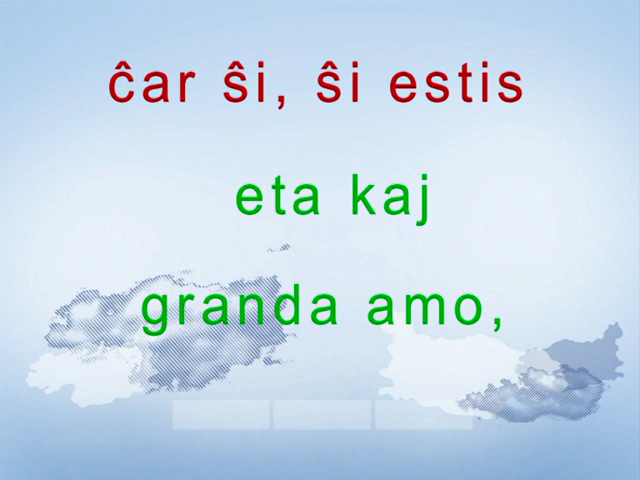 ĉar ŝi, ŝi estis
eta kaj
granda amo,